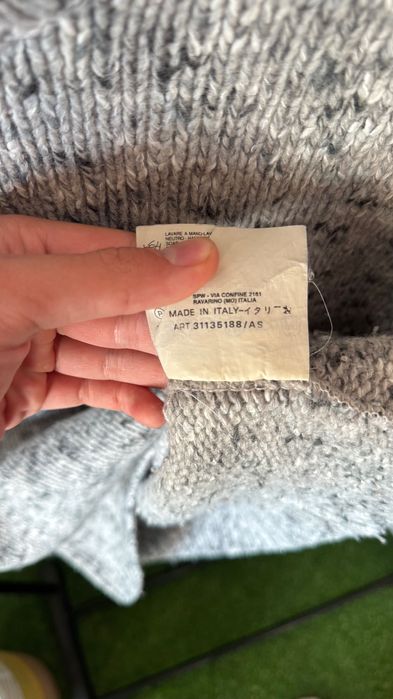 LAVARE A MANO-LAV
NEUTRO-
54
SPW - VIA CONFINE 2161
RAVARINO (MO) ITALIA
P MADE IN ITALY-イタリー製
ART 31135188/AS